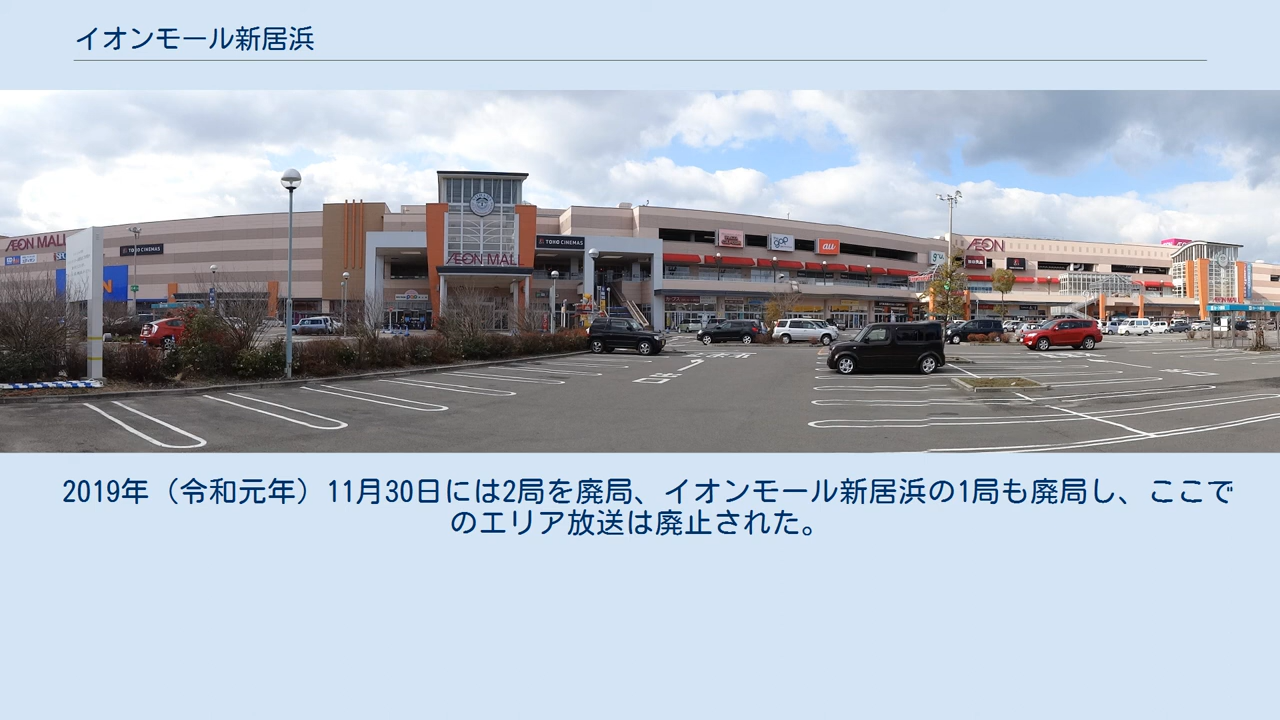 イオンモール新居浜
ÆON MALL
TOHO CINEMAS
ÆON MALL
TOHO CINEMAS
au
ÆON
2019年（令和元年）11月30日には2局を廃局、イオンモール新居浜の1局も廃局し、ここで
のエリア放送は廃止された。